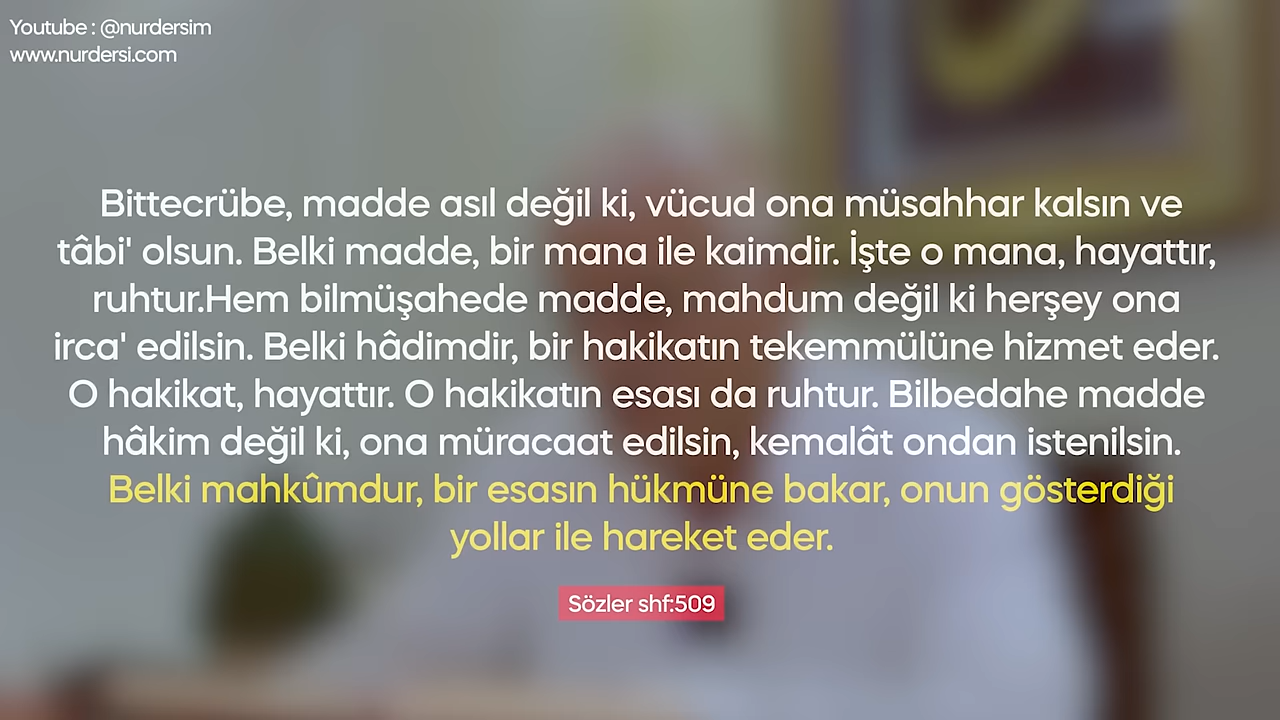 Youtube : @nurdersim
www.nurdersi.com
Bittecrübe, madde asıl değil ki, vücud ona müsahhar kalsın ve
tâbi' olsun. Belki madde, bir mana ile kaimdir. İşte o mana, hayattır,
ruhtur.Hem bilmüşahede madde, mahdum değil ki herşey ona
irca' edilsin. Belki hâdimdir, bir hakikatın tekemmülüne hizmet eder.
O hakikat, hayattır. O hakikatın esası da ruhtur. Bilbedahe madde
hâkim değil ki, ona müracaat edilsin, kemalât ondan istenilsin.
Belki mahkûmdur, bir esasın hükmüne bakar, onun gösterdiği
yollar ile hareket eder.
Sözler shf:509